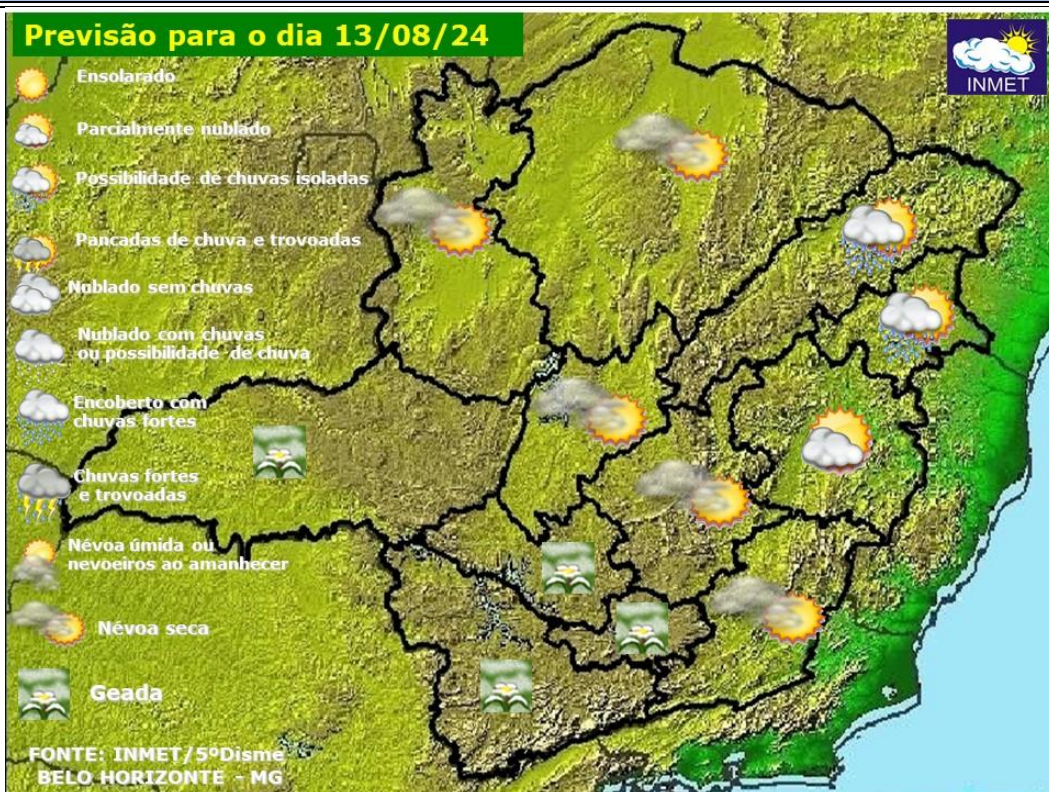 Previsão para o dia 13/08/24
INMET
Ensolarado
Parcialmente nublado
Possibilidade de chuvas isoladas
Pancadas de chuva e trovoadas
Nublado sem chuvas
Nublado com chuvas
ou possibilidade de chuva
Encoberto com
chuvas fortes
Chuvas fortes
e trovoadas
Névoa úmida ou
nevoeiros ao amanhecer
Névoa seca
Geada
FONTE: INMET/5ºDisme
BELO HORIZONTE - MG